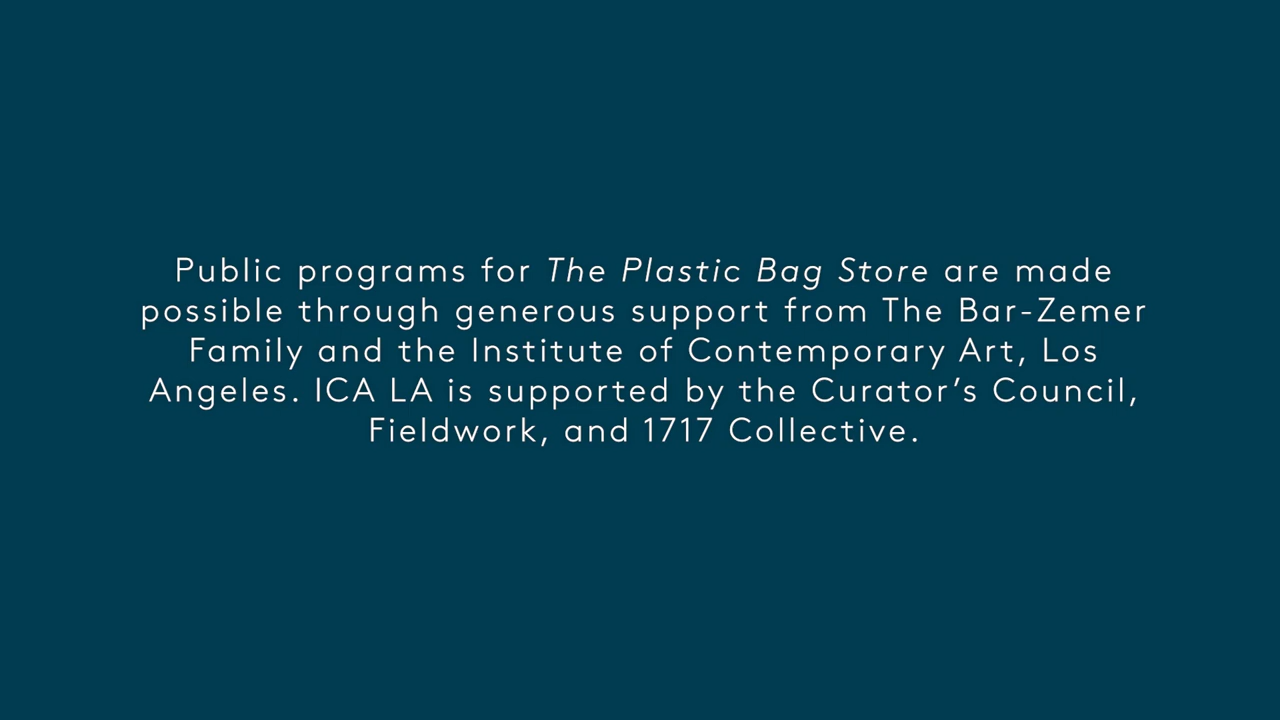 Public programs for The Plastic Bag Store are made
possible through generous support from The Bar-Zemer
Family and the Institute of Contemporary Art, Los
Angeles. ICA LA is supported by the Curator’s Council,
Fieldwork, and 1717 Collective.